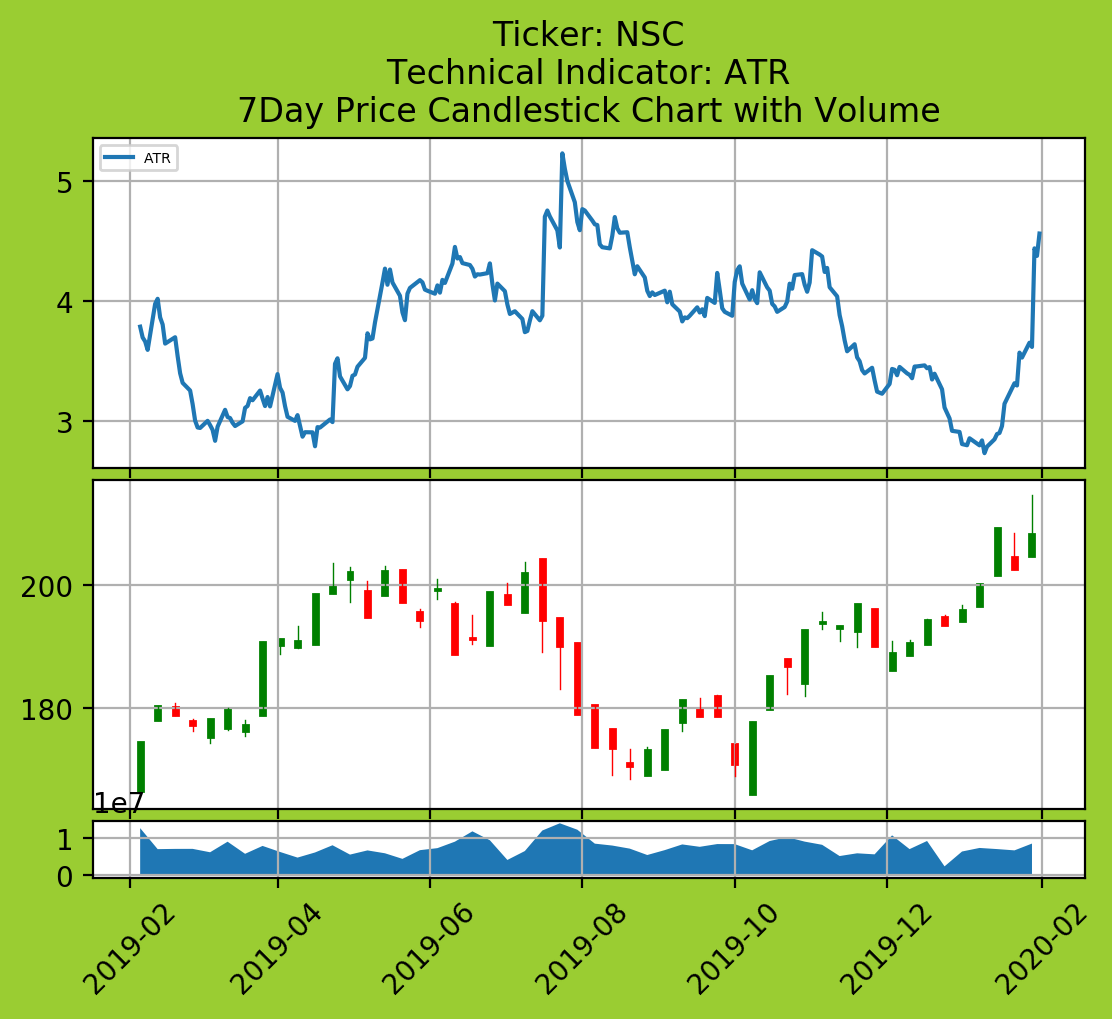 Ticker: NSC
Technical Indicator: ATR
7Day Price Candlestick Chart with Volume
ATR
5
4
3
200
180
1e7
1
0
2019-02
2019-04
2019-06
2019-08
2019-10
2019-12
2020-02